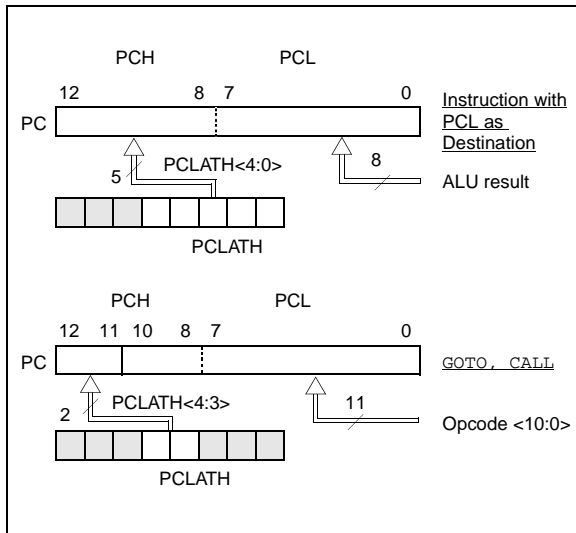 PCH PCL
12 8 7 0
PC
Instruction with
PCL as
Destination
5 PCLATH<4:0>
8
ALU result
PCLATH
PCH PCL
12 11 10 8 7 0
PC
GOTO, CALL
2 PCLATH<4:3>
11
Opcode <10:0>
PCLATH